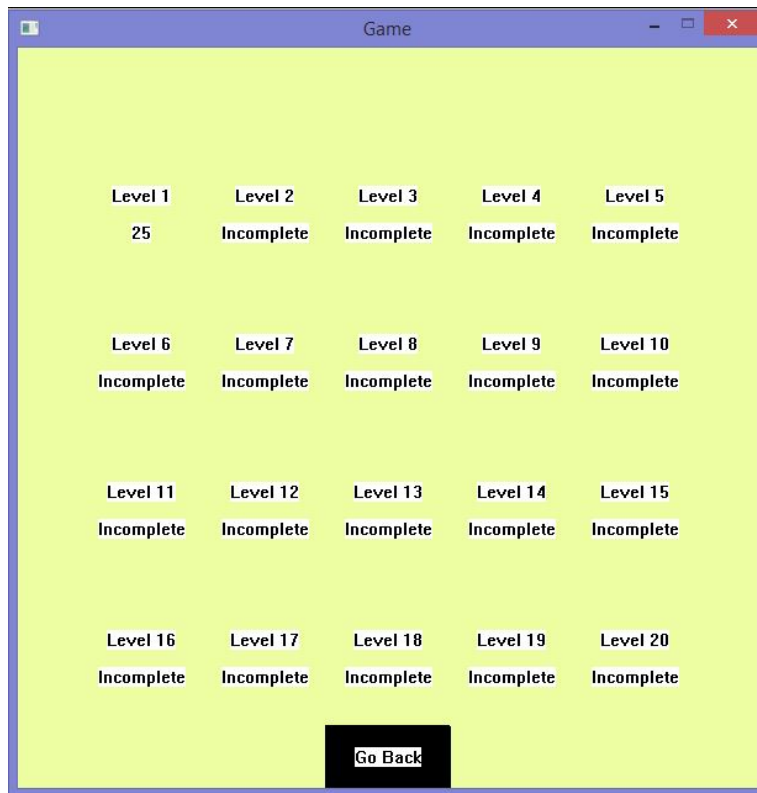 Game
Level 1 Level 2 Level 3 Level 4 Level 5
25 Incomplete Incomplete Incomplete Incomplete
Level 6 Level 7 Level 8 Level 9 Level 10
Incomplete Incomplete Incomplete Incomplete Incomplete
Level 11 Level 12 Level 13 Level 14 Level 15
Incomplete Incomplete Incomplete Incomplete Incomplete
Level 16 Level 17 Level 18 Level 19 Level 20
Incomplete Incomplete Incomplete Incomplete Incomplete
Go Back